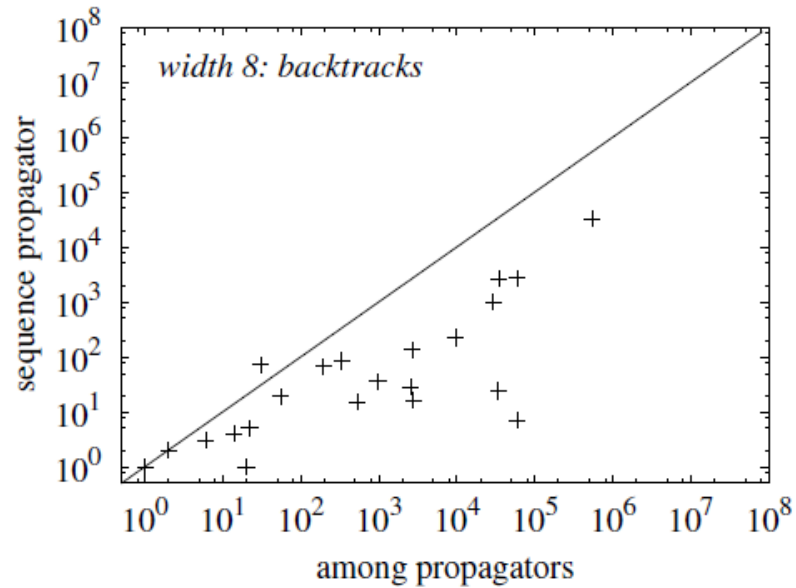 width 8: backtracks
sequence propagator
10^8
10^7
10^6
10^5
10^4
10^3
10^2
10^1
10^0
10^0 10^1 10^2 10^3 10^4 10^5 10^6 10^7 10^8
among propagators